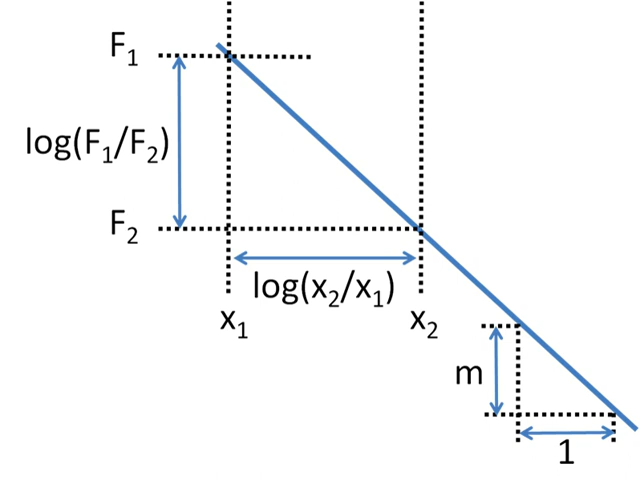 F₁
log(F₁/F₂)
F₂
log(x₂/x₁)
x₁
x₂
m
1